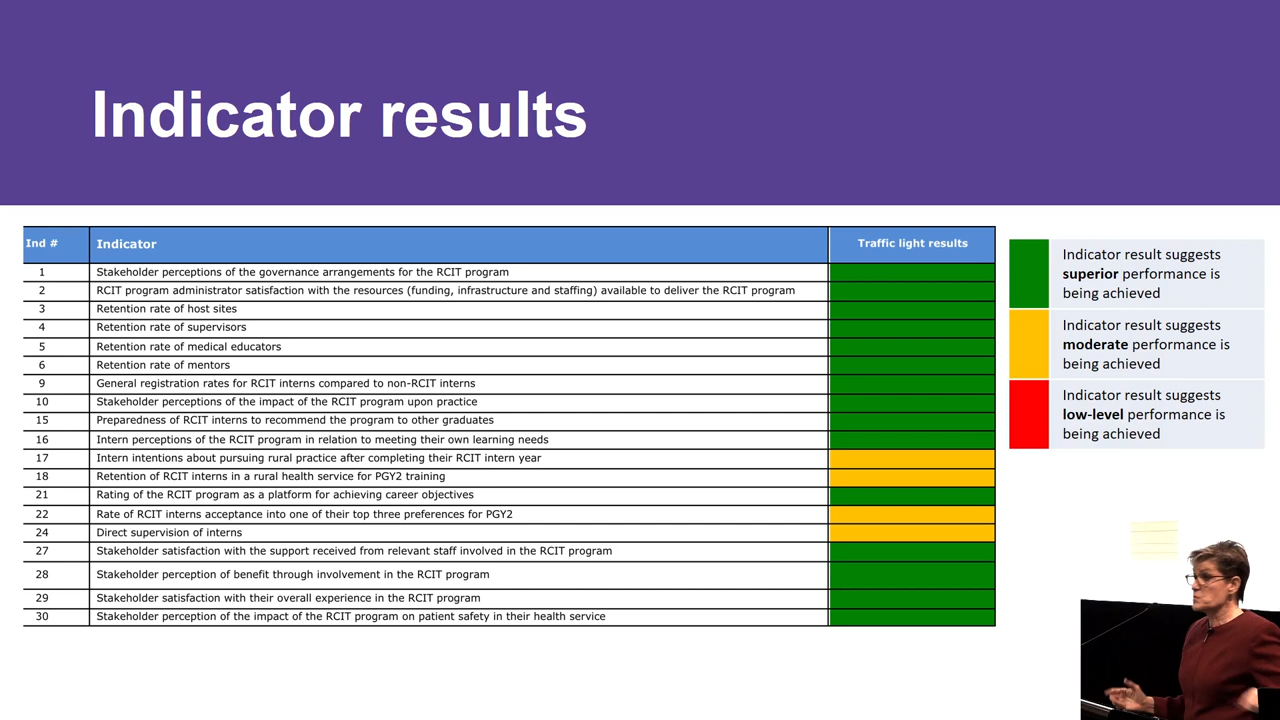 Indicator results
Ind # Indicator Traffic light results
1 Stakeholder perceptions of the governance arrangements for the RCIT program
2 RCIT program administrator satisfaction with the resources (funding, infrastructure and staffing) available to deliver the RCIT program
3 Retention rate of host sites
4 Retention rate of supervisors
5 Retention rate of medical educators
6 Retention rate of mentors
9 General registration rates for RCIT interns compared to non-RCIT interns
10 Stakeholder perceptions of the impact of the RCIT program upon practice
15 Preparedness of RCIT interns to recommend the program to other graduates
16 Intern perceptions of the RCIT program in relation to meeting their own learning needs
17 Intern intentions about pursuing rural practice after completing their RCIT intern year
18 Retention of RCIT interns in a rural health service for PGY2 training
21 Rating of the RCIT program as a platform for achieving career objectives
22 Rate of RCIT interns acceptance into one of their top three preferences for PGY2
24 Direct supervision of interns
27 Stakeholder satisfaction with the support received from relevant staff involved in the RCIT program
28 Stakeholder perception of benefit through involvement in the RCIT program
29 Stakeholder satisfaction with their overall experience in the RCIT program
30 Stakeholder perception of the impact of the RCIT program on patient safety in their health service
Indicator result suggests
superior performance is
being achieved
Indicator result suggests
moderate performance is
being achieved
Indicator result suggests
low-level performance is
being achieved